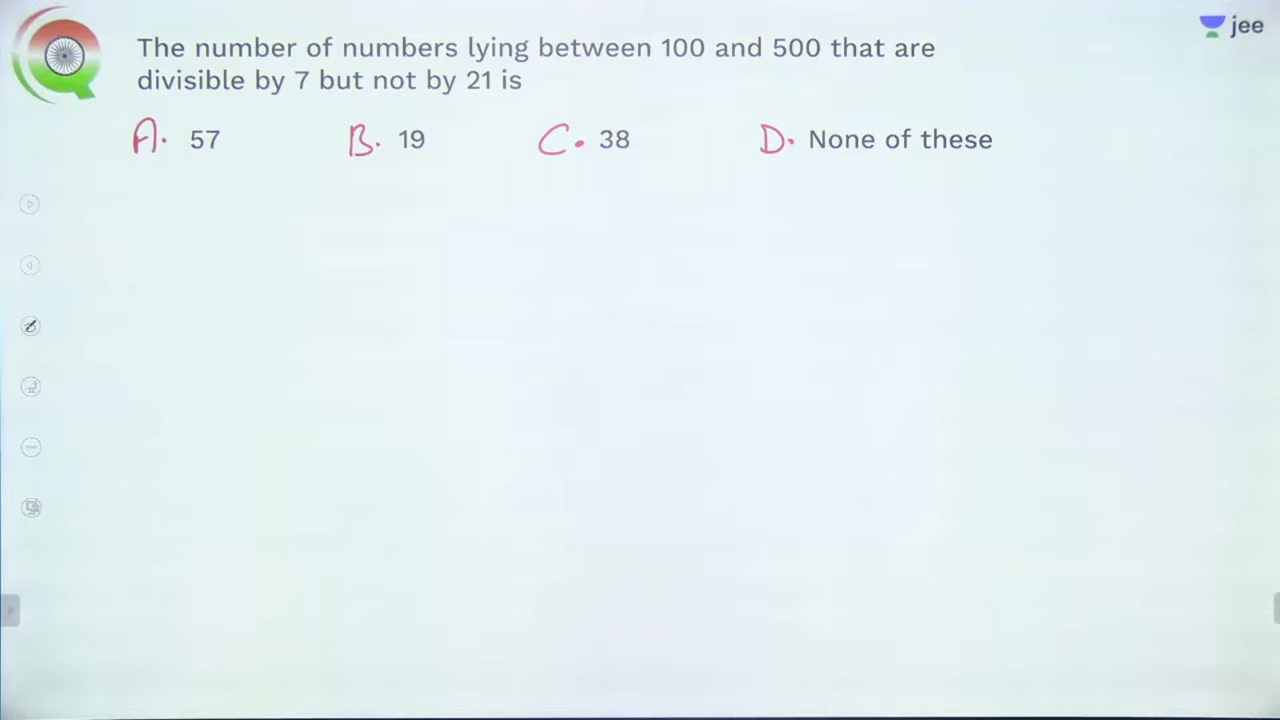 The number of numbers lying between 100 and 500 that are
divisible by 7 but not by 21 is
A. 57 B. 19 C. 38 D. None of these
jee